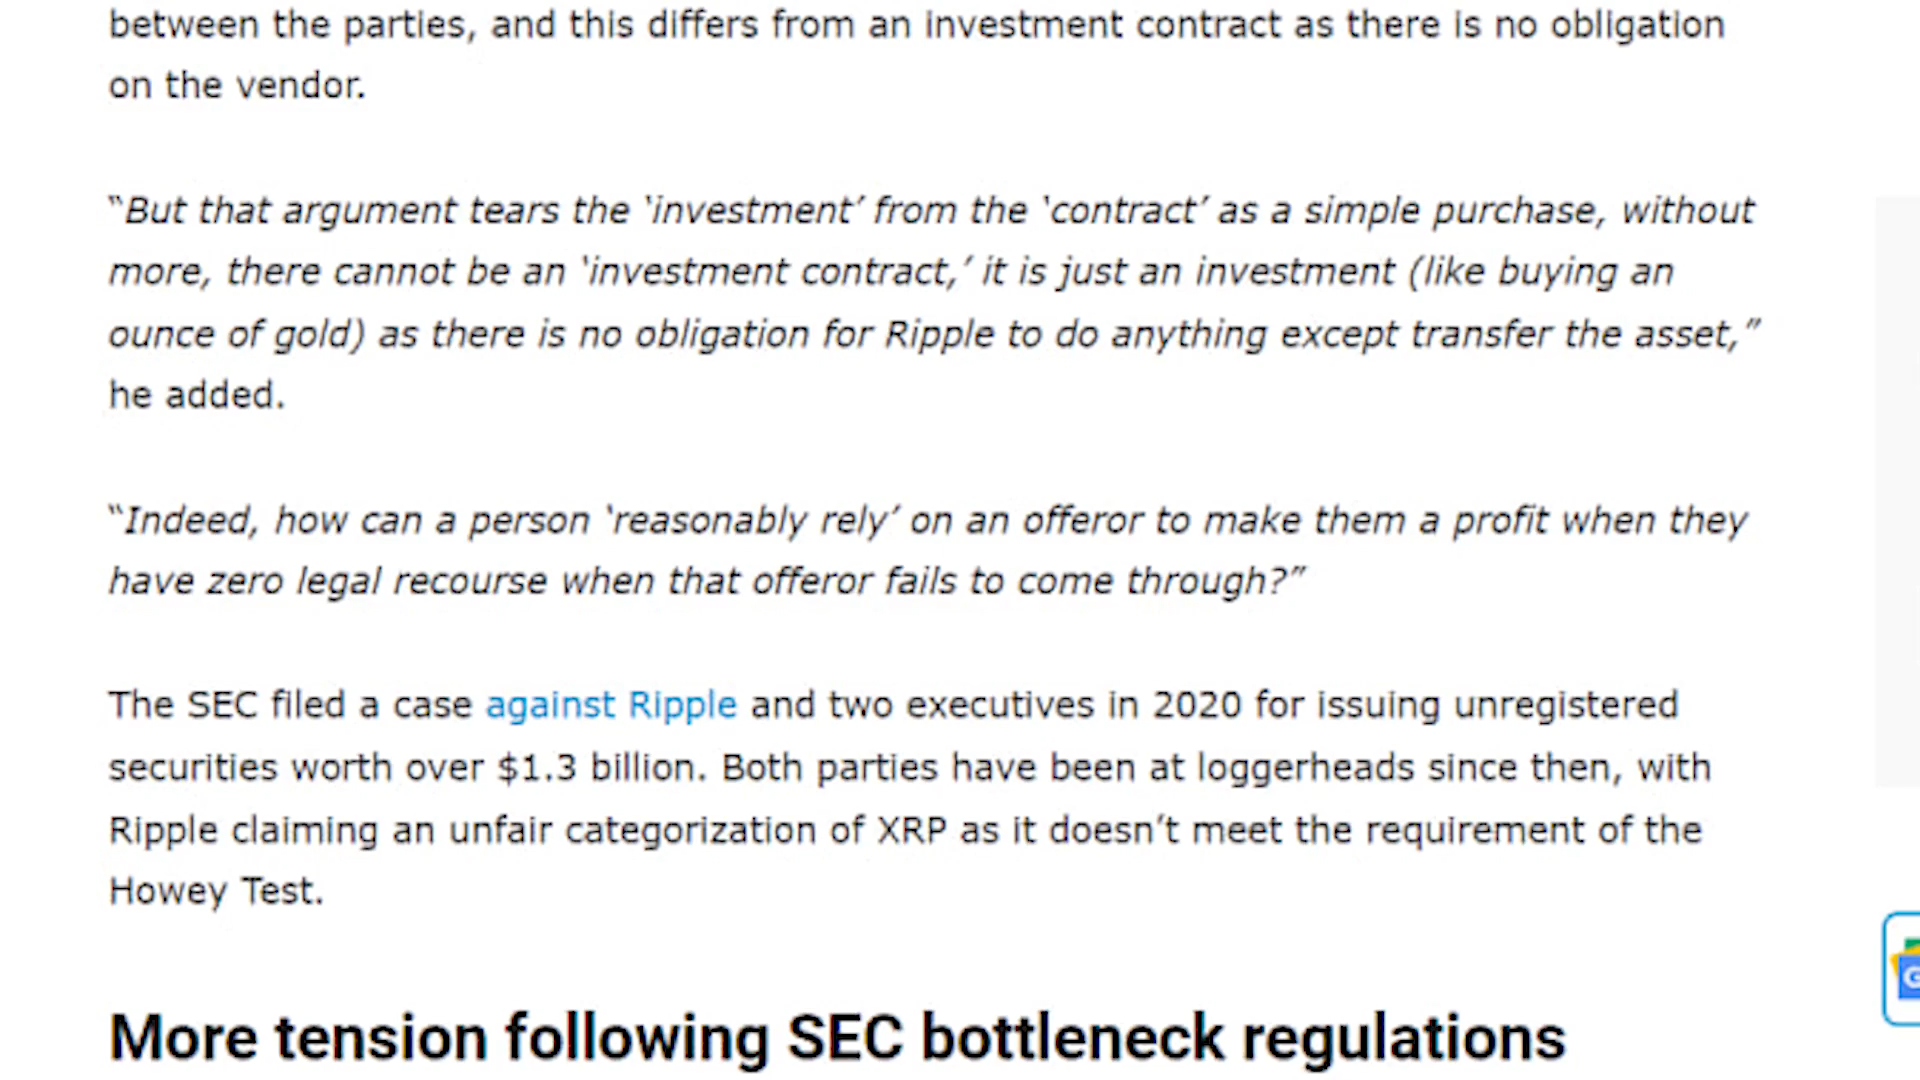 between the parties, and this differs from an investment contract as there is no obligation
on the vendor.
“But that argument tears the ‘investment’ from the ‘contract’ as a simple purchase, without
more, there cannot be an ‘investment contract,’ it is just an investment (like buying an
ounce of gold) as there is no obligation for Ripple to do anything except transfer the asset,”
he added.
“Indeed, how can a person ‘reasonably rely’ on an offeror to make them a profit when they
have zero legal recourse when that offeror fails to come through?”
The SEC filed a case against Ripple and two executives in 2020 for issuing unregistered
securities worth over $1.3 billion. Both parties have been at loggerheads since then, with
Ripple claiming an unfair categorization of XRP as it doesn’t meet the requirement of the
Howey Test.
More tension following SEC bottleneck regulations